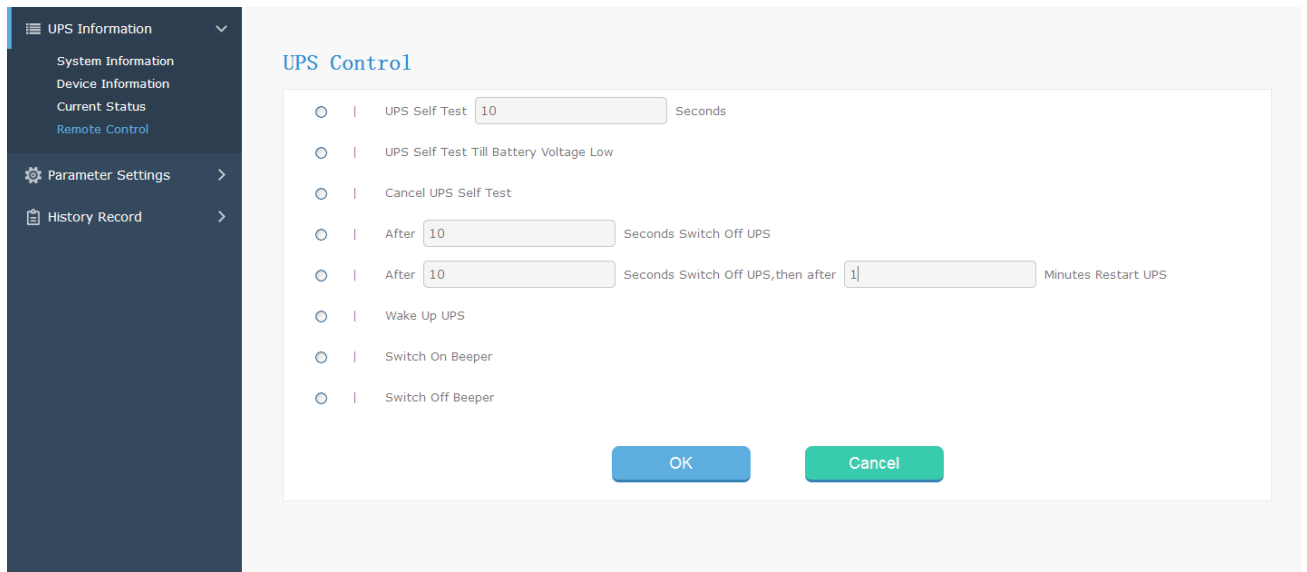 UPS Information
System Information
Device Information
Current Status
Remote Control
Parameter Settings
History Record
UPS Control
| UPS Self Test 10 Seconds
| UPS Self Test Till Battery Voltage Low
| Cancel UPS Self Test
| After 10 Seconds Switch Off UPS
| After 10 Seconds Switch Off UPS,then after 1 Minutes Restart UPS
| Wake Up UPS
| Switch On Beeper
| Switch Off Beeper
OK Cancel